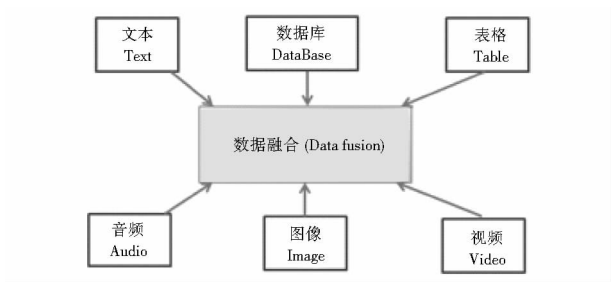 文本
Text
数据库
DataBase
表格
Table
数据融合 (Data fusion)
音频
Audio
图像
Image
视频
Video